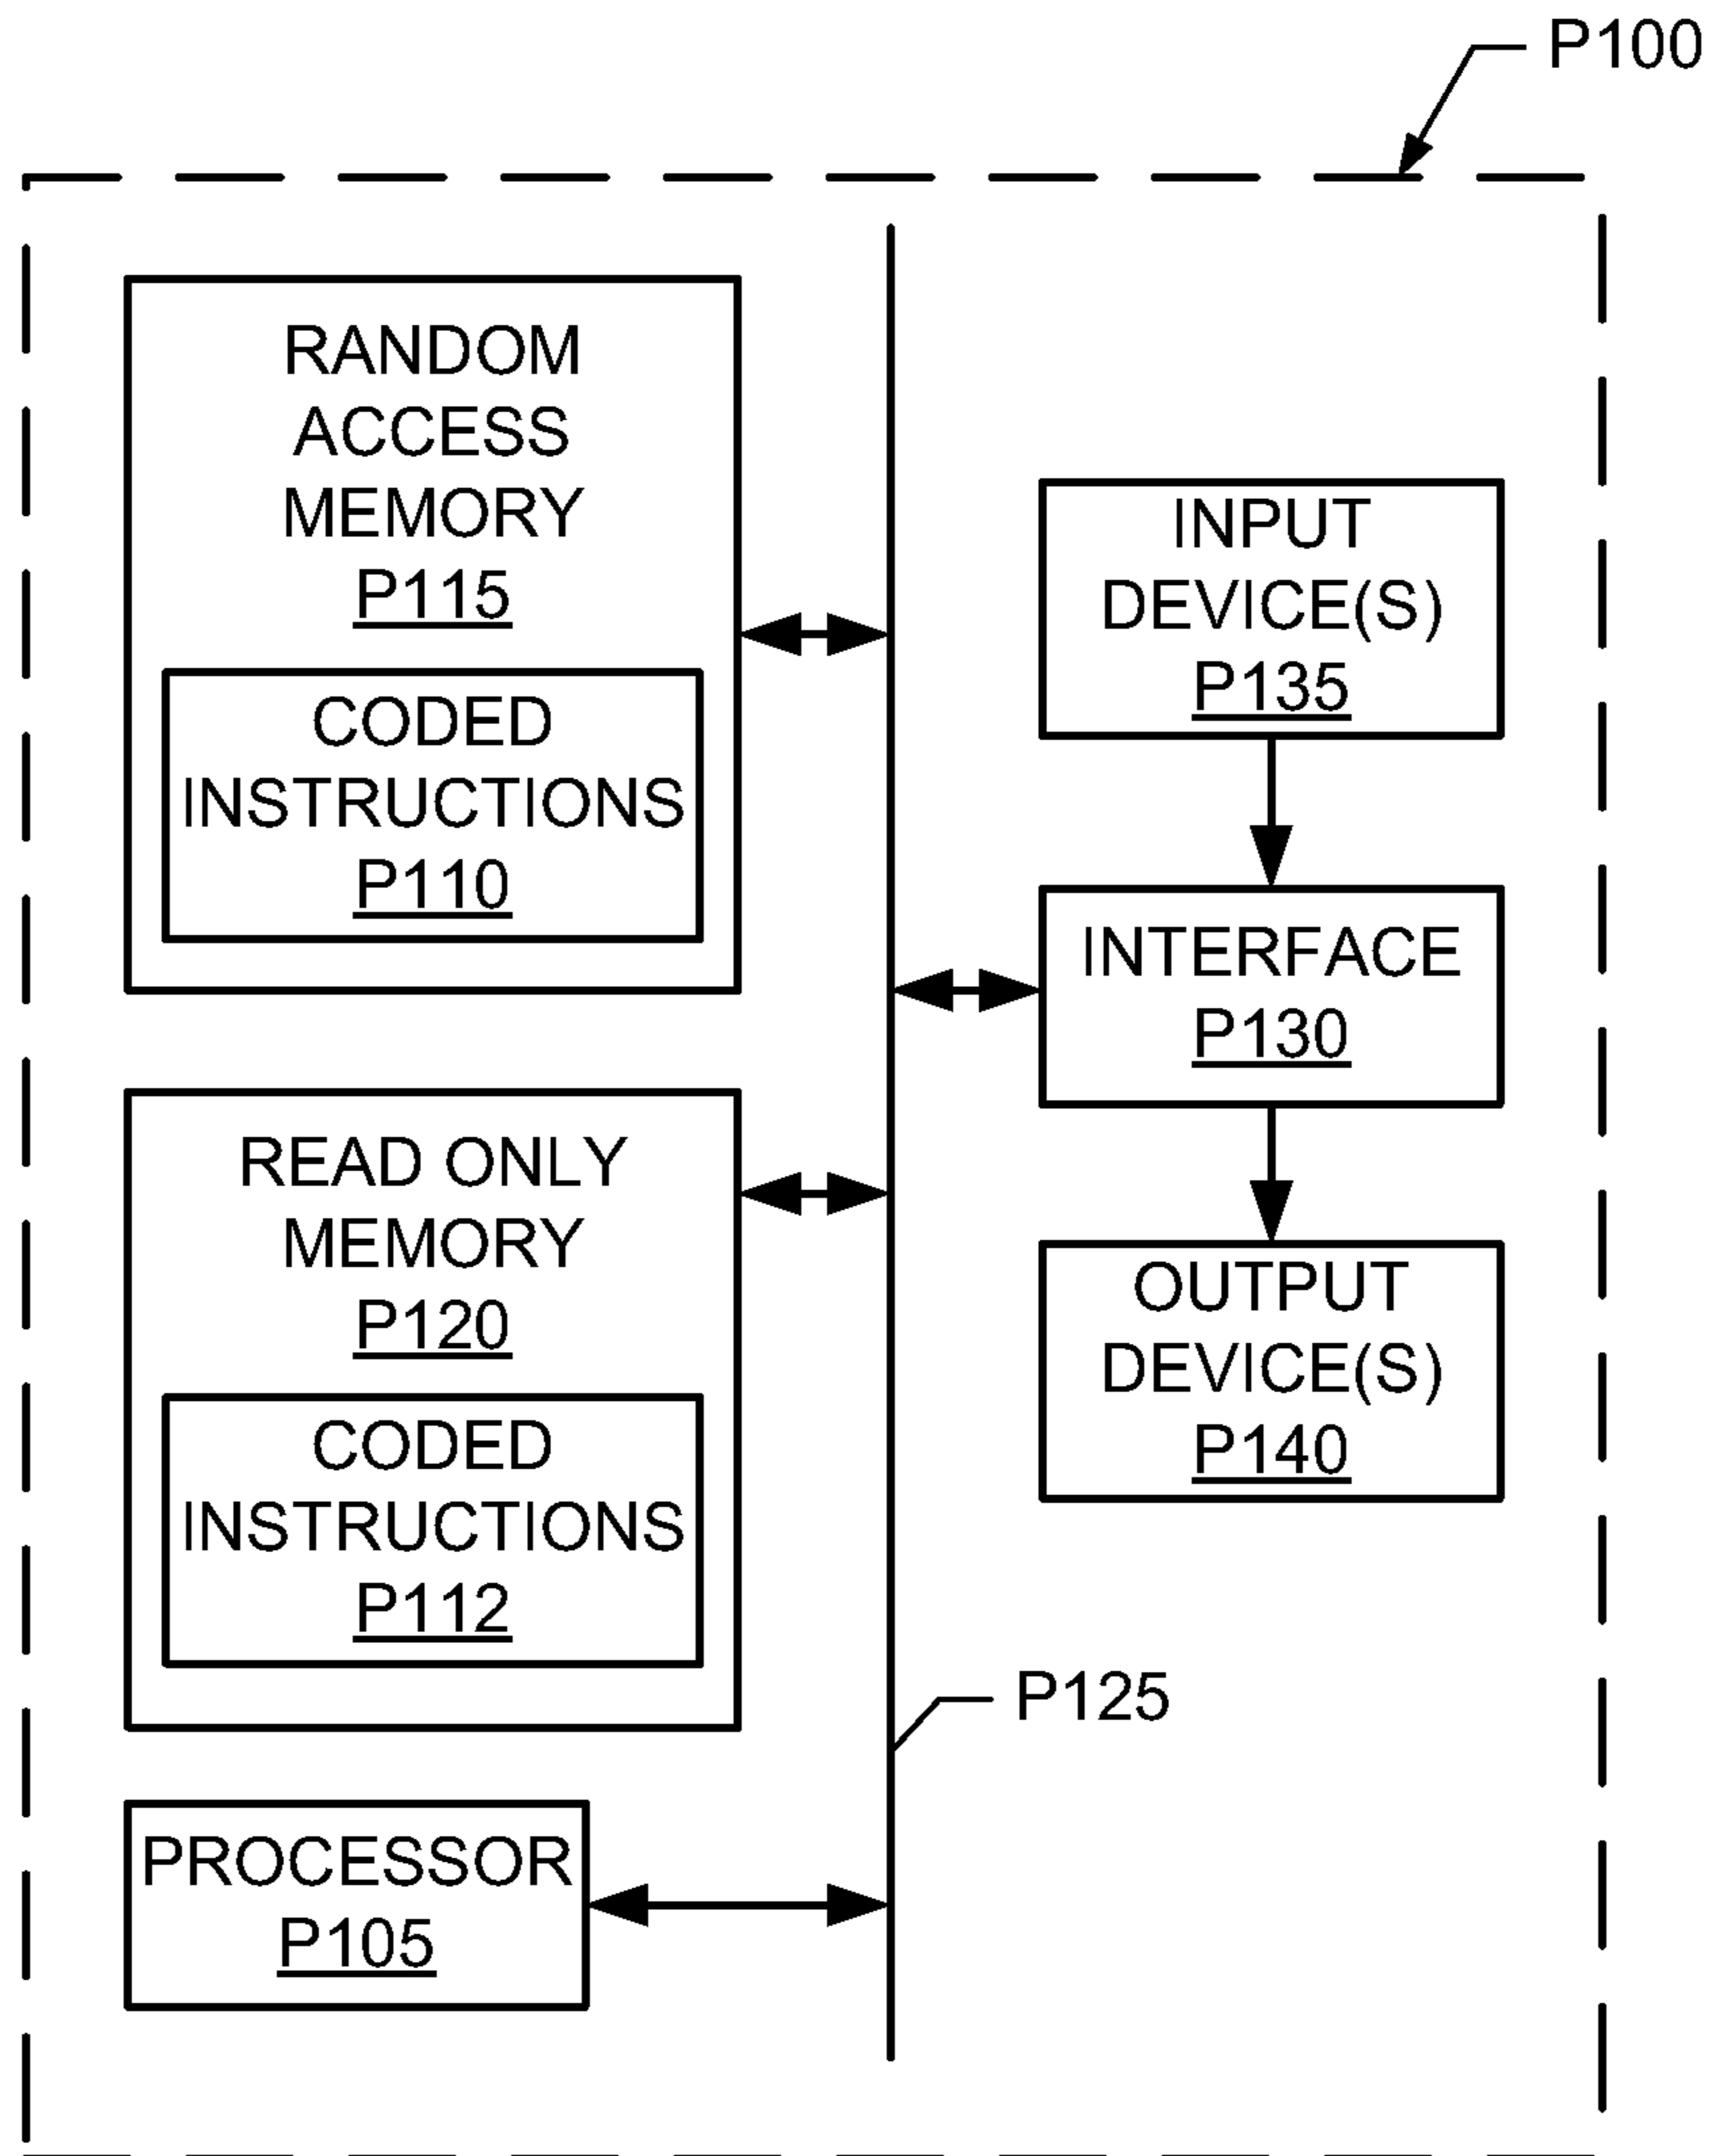 P100
RANDOM
ACCESS
MEMORY
P115
CODED
INSTRUCTIONS
P110
READ ONLY
MEMORY
P120
CODED
INSTRUCTIONS
P112
PROCESSOR
P105
INPUT
DEVICE(S)
P135
INTERFACE
P130
OUTPUT
DEVICE(S)
P140
P125